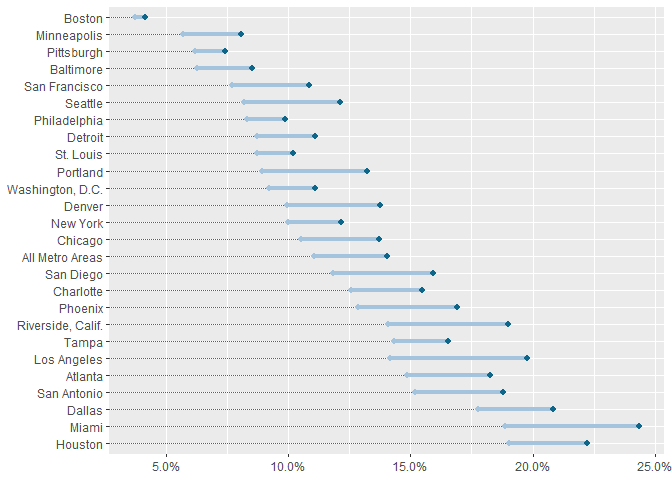 Boston
Minneapolis
Pittsburgh
Baltimore
San Francisco
Seattle
Philadelphia
Detroit
St. Louis
Portland
Washington, D.C.
Denver
New York
Chicago
All Metro Areas
San Diego
Charlotte
Phoenix
Riverside, Calif.
Tampa
Los Angeles
Atlanta
San Antonio
Dallas
Miami
Houston
5.0% 10.0% 15.0% 20.0% 25.0%